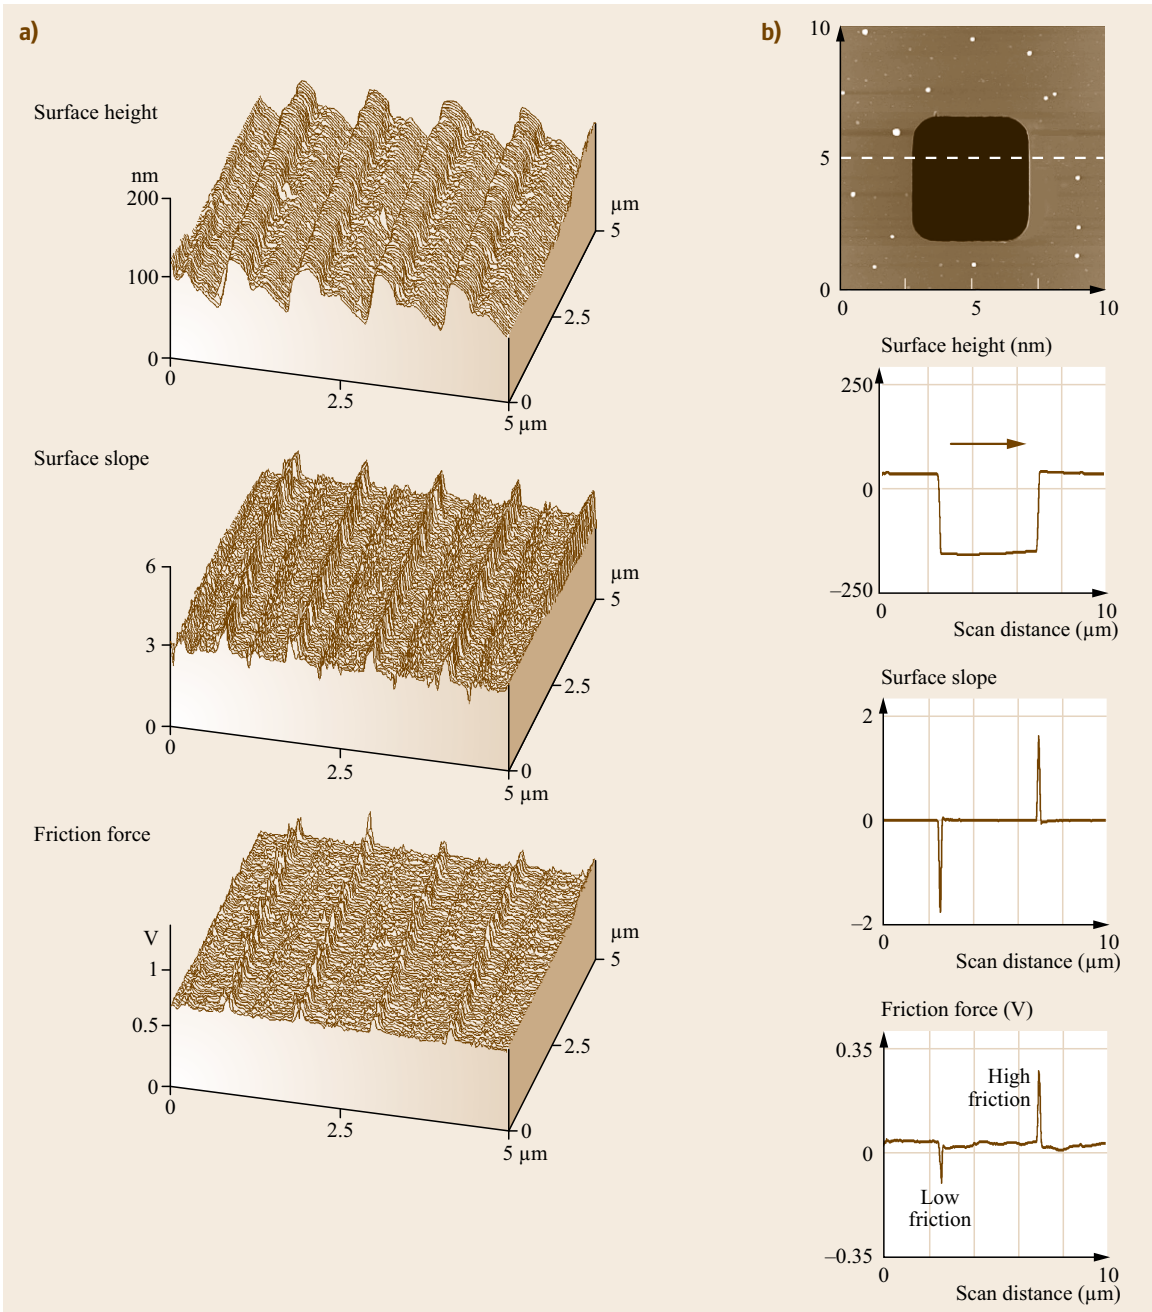 a)
Surface height
nm
200
100
0
0
2.5
5 µm
0
2.5
5
µm
Surface slope
6
3
0
0
2.5
5 µm
0
2.5
5
µm
Friction force
V
1
0.5
0
0
2.5
5 µm
0
2.5
5
µm
b)
10
5
0
0
5
10
Surface height (nm)
250
0
–250
0
10
Scan distance (µm)
Surface slope
2
0
–2
0
10
Scan distance (µm)
Friction force (V)
0.35
High
friction
0
Low
friction
–0.35
0
10
Scan distance (µm)